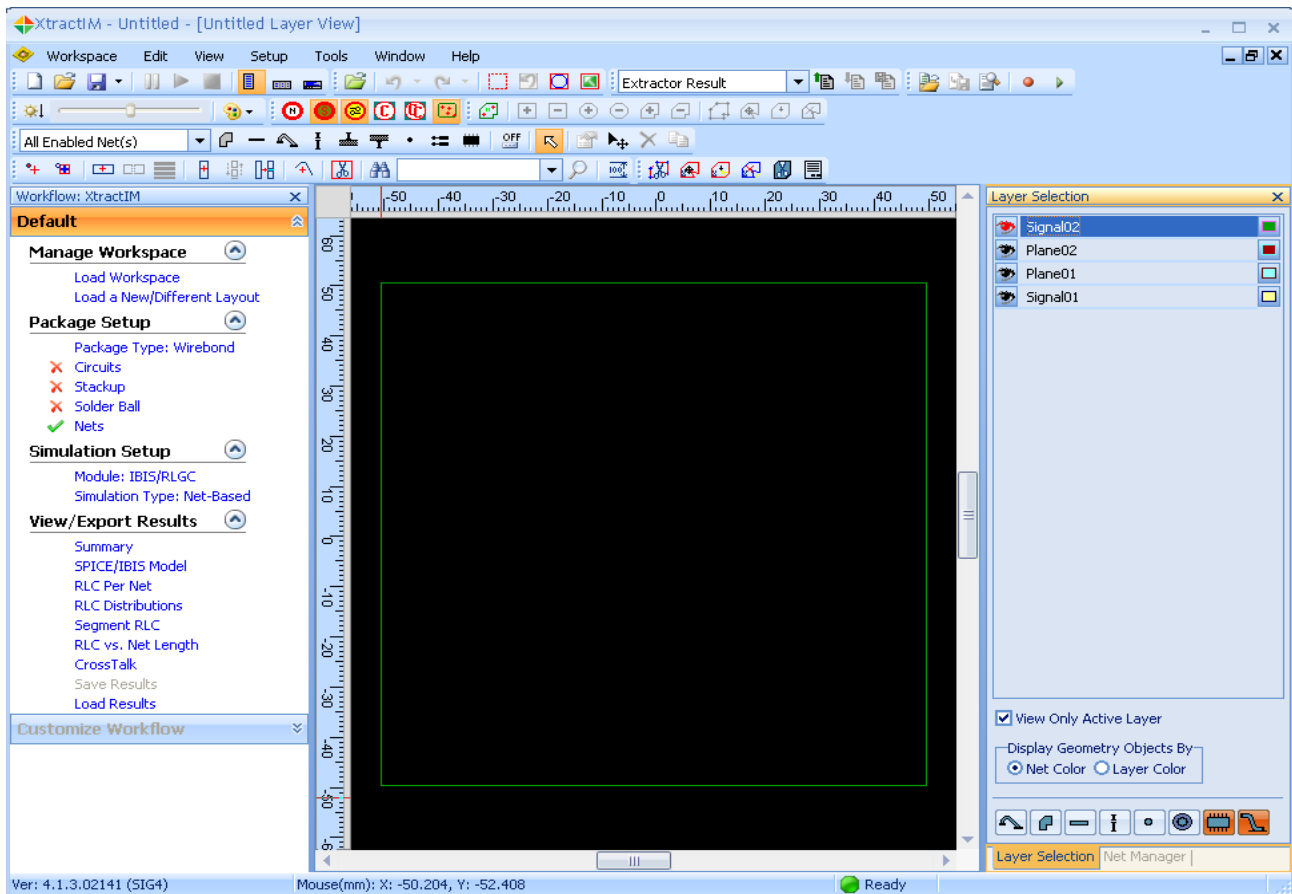 XtractIM - Untitled - [Untitled Layer View]
Workspace Edit View Setup Tools Window Help
Extractor Result
All Enabled Net(s)
OFF
Workflow: XtractIM
Default
Manage Workspace
Load Workspace
Load a New/Different Layout
Package Setup
Package Type: Wirebond
Circuits
Stackup
Solder Ball
Nets
Simulation Setup
Module: IBIS/RLGC
Simulation Type: Net-Based
View/Export Results
Summary
SPICE/IBIS Model
RLC Per Net
RLC Distributions
Segment RLC
RLC vs. Net Length
CrossTalk
Save Results
Load Results
Customize Workflow
-50 -40 -30 -20 -10 0 10 20 30 40 50
60
50
40
30
20
10
0
-10
-20
-30
-40
-50
Layer Selection
Signal02
Plane02
Plane01
Signal01
View Only Active Layer
Display Geometry Objects By
Net Color Layer Color
Layer Selection Net Manager
Ver: 4.1.3.02141 (SIG4) Mouse(mm): X: -50.204, Y: -52.408 Ready